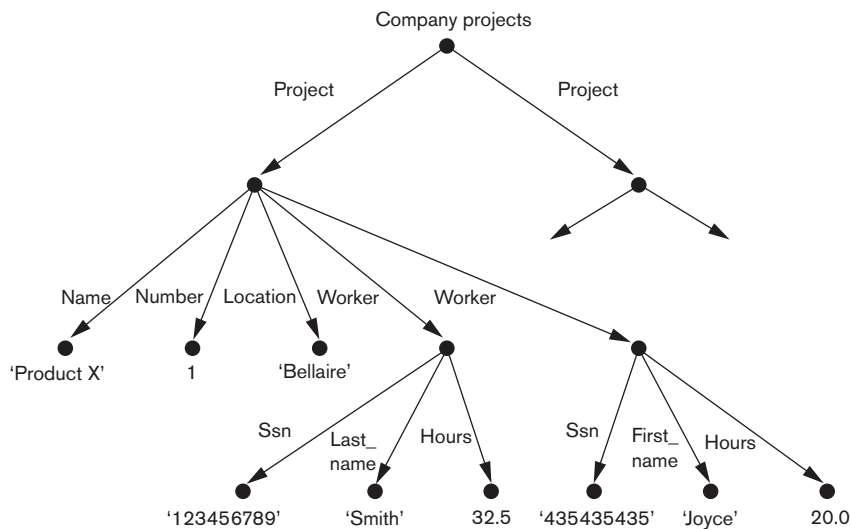 Company projects
Project
Project
Name
Number
Location
Worker
Worker
‘Product X’
1
‘Bellaire’
Ssn
Last_
name
Hours
Ssn
First_
name
Hours
‘123456789’
‘Smith’
32.5
‘435435435’
‘Joyce’
20.0